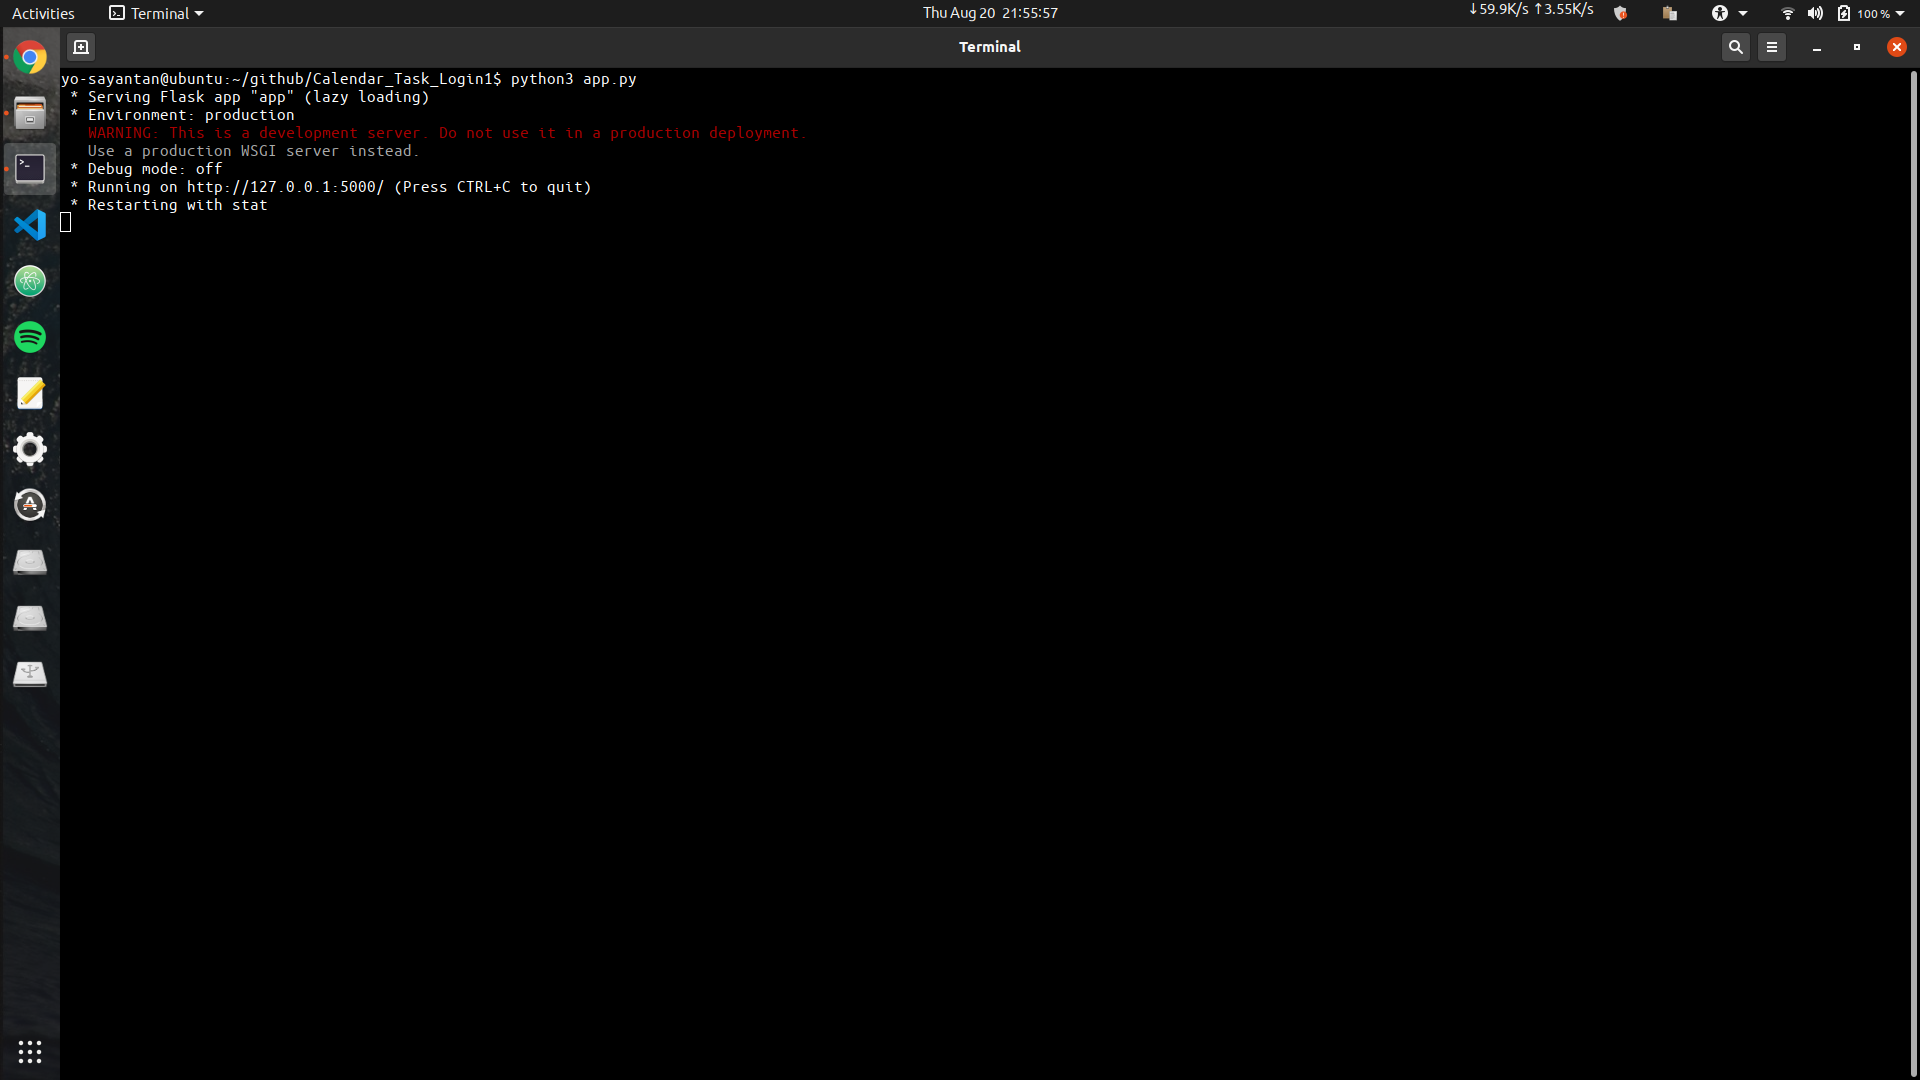 Activities Terminal Thu Aug 20 21:55:57 ↓59.9K/s ↑3.55K/s 100 %
Terminal
yo-sayantan@ubuntu:~/github/Calendar_Task_Login1$ python3 app.py
 * Serving Flask app "app" (lazy loading)
 * Environment: production
   WARNING: This is a development server. Do not use it in a production deployment.
   Use a production WSGI server instead.
 * Debug mode: off
 * Running on http://127.0.0.1:5000/ (Press CTRL+C to quit)
 * Restarting with stat